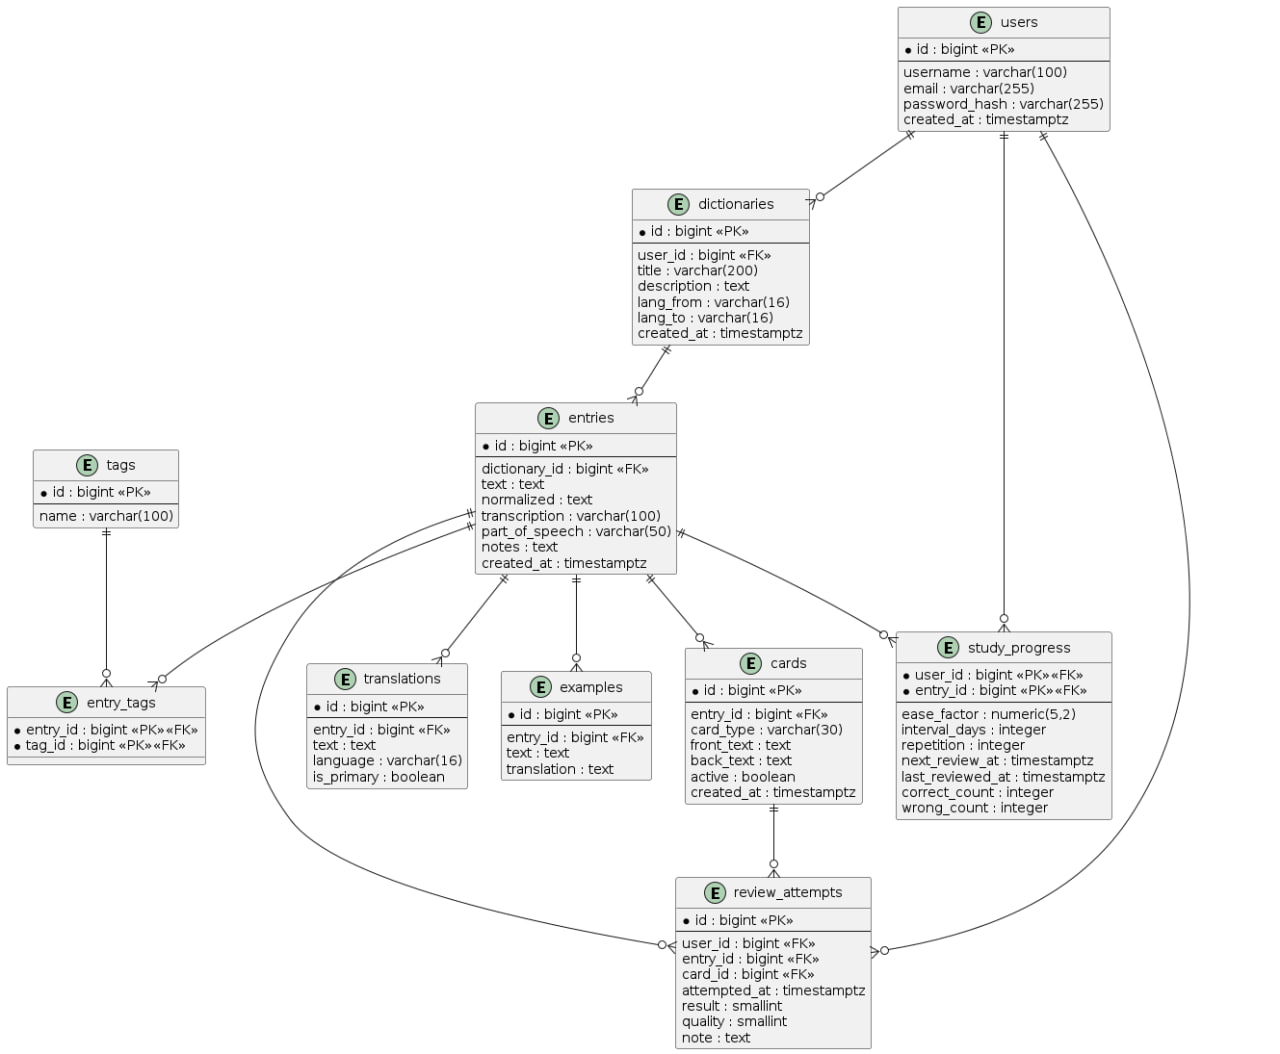 E users
id : bigint «PK»
username : varchar(100)
email : varchar(255)
password_hash : varchar(255)
created_at : timestamptz
E dictionaries
id : bigint «PK»
user_id : bigint «FK»
title : varchar(200)
description : text
lang_from : varchar(16)
lang_to : varchar(16)
created_at : timestamptz
E entries
id : bigint «PK»
dictionary_id : bigint «FK»
text : text
normalized : text
transcription : varchar(100)
part_of_speech : varchar(50)
notes : text
created_at : timestamptz
E tags
id : bigint «PK»
name : varchar(100)
E entry_tags
entry_id : bigint «PK»«FK»
tag_id : bigint «PK»«FK»
E translations
id : bigint «PK»
entry_id : bigint «FK»
text : text
language : varchar(16)
is_primary : boolean
E examples
id : bigint «PK»
entry_id : bigint «FK»
text : text
translation : text
E cards
id : bigint «PK»
entry_id : bigint «FK»
card_type : varchar(30)
front_text : text
back_text : text
active : boolean
created_at : timestamptz
E study_progress
user_id : bigint «PK»«FK»
entry_id : bigint «PK»«FK»
ease_factor : numeric(5,2)
interval_days : integer
repetition : integer
next_review_at : timestamptz
last_reviewed_at : timestamptz
correct_count : integer
wrong_count : integer
E review_attempts
id : bigint «PK»
user_id : bigint «FK»
entry_id : bigint «FK»
card_id : bigint «FK»
attempted_at : timestamptz
result : smallint
quality : smallint
note : text